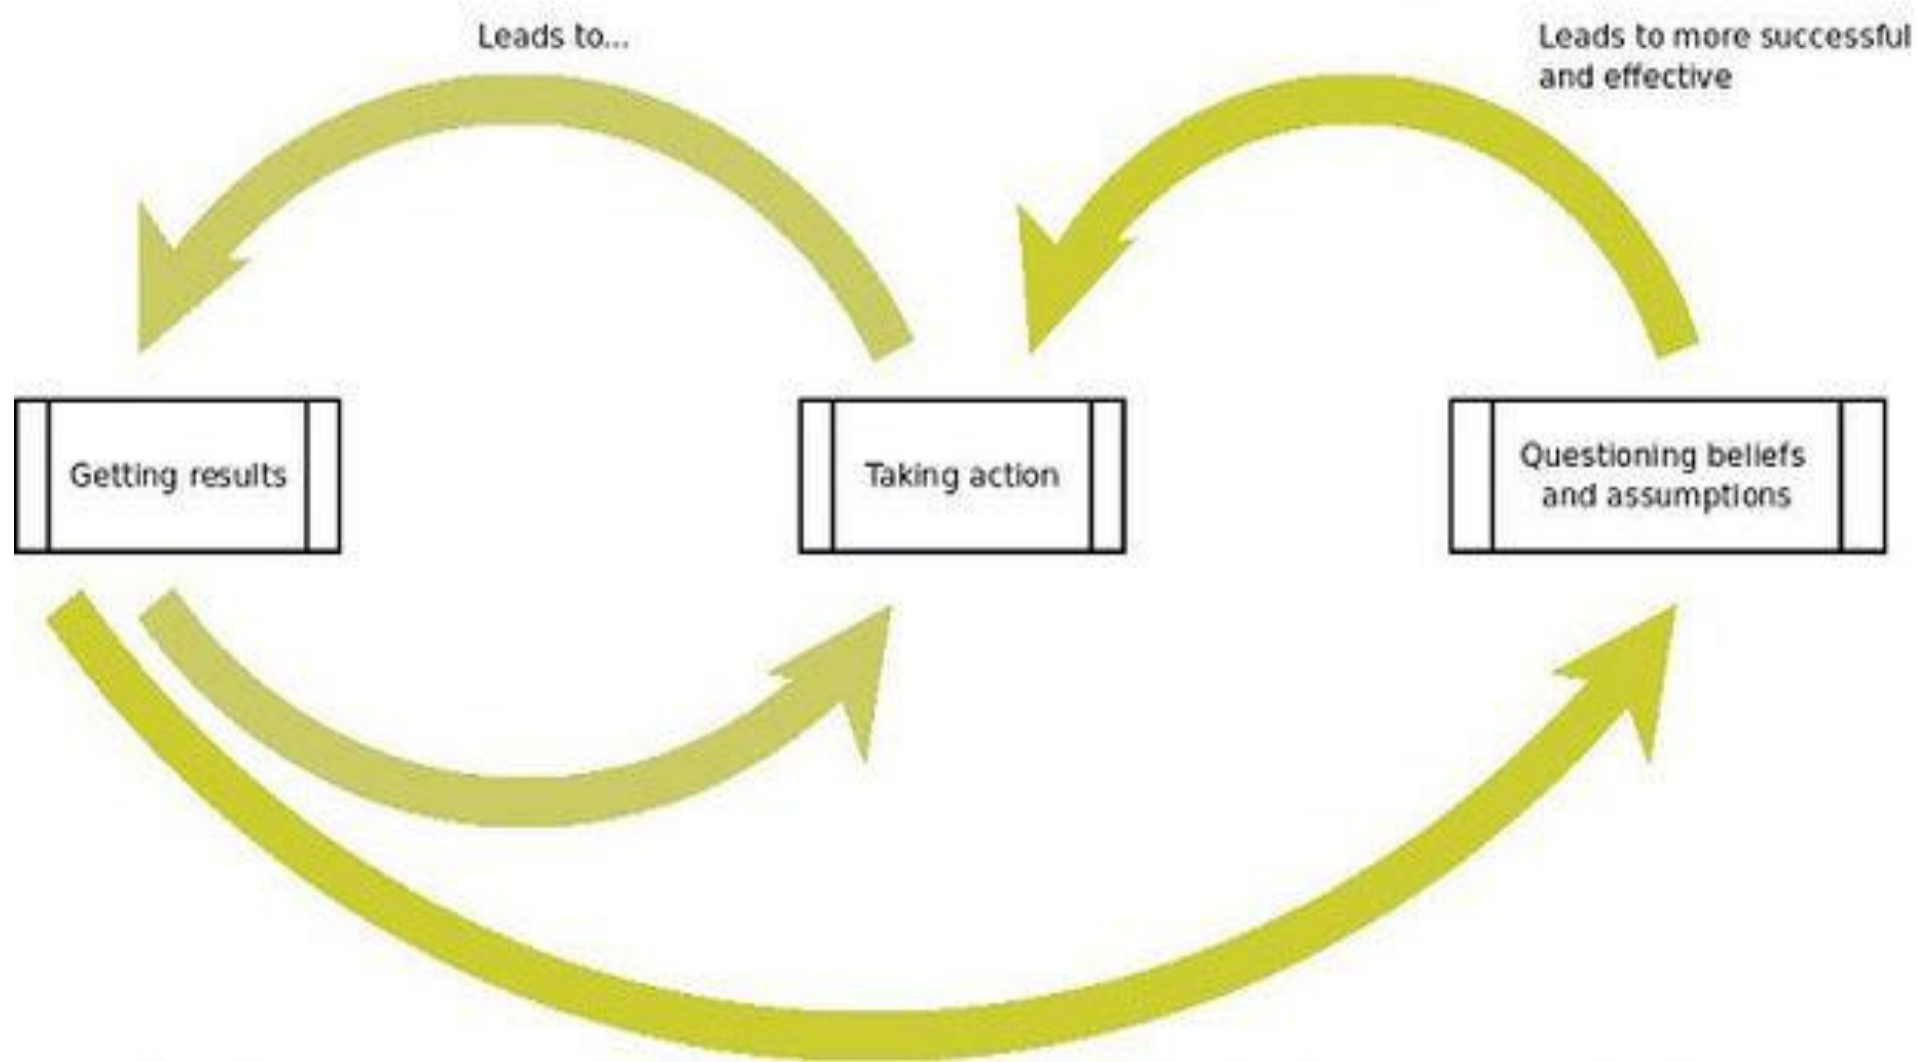 Leads to...
Leads to more successful
and effective
Getting results
Taking action
Questioning beliefs
and assumptions